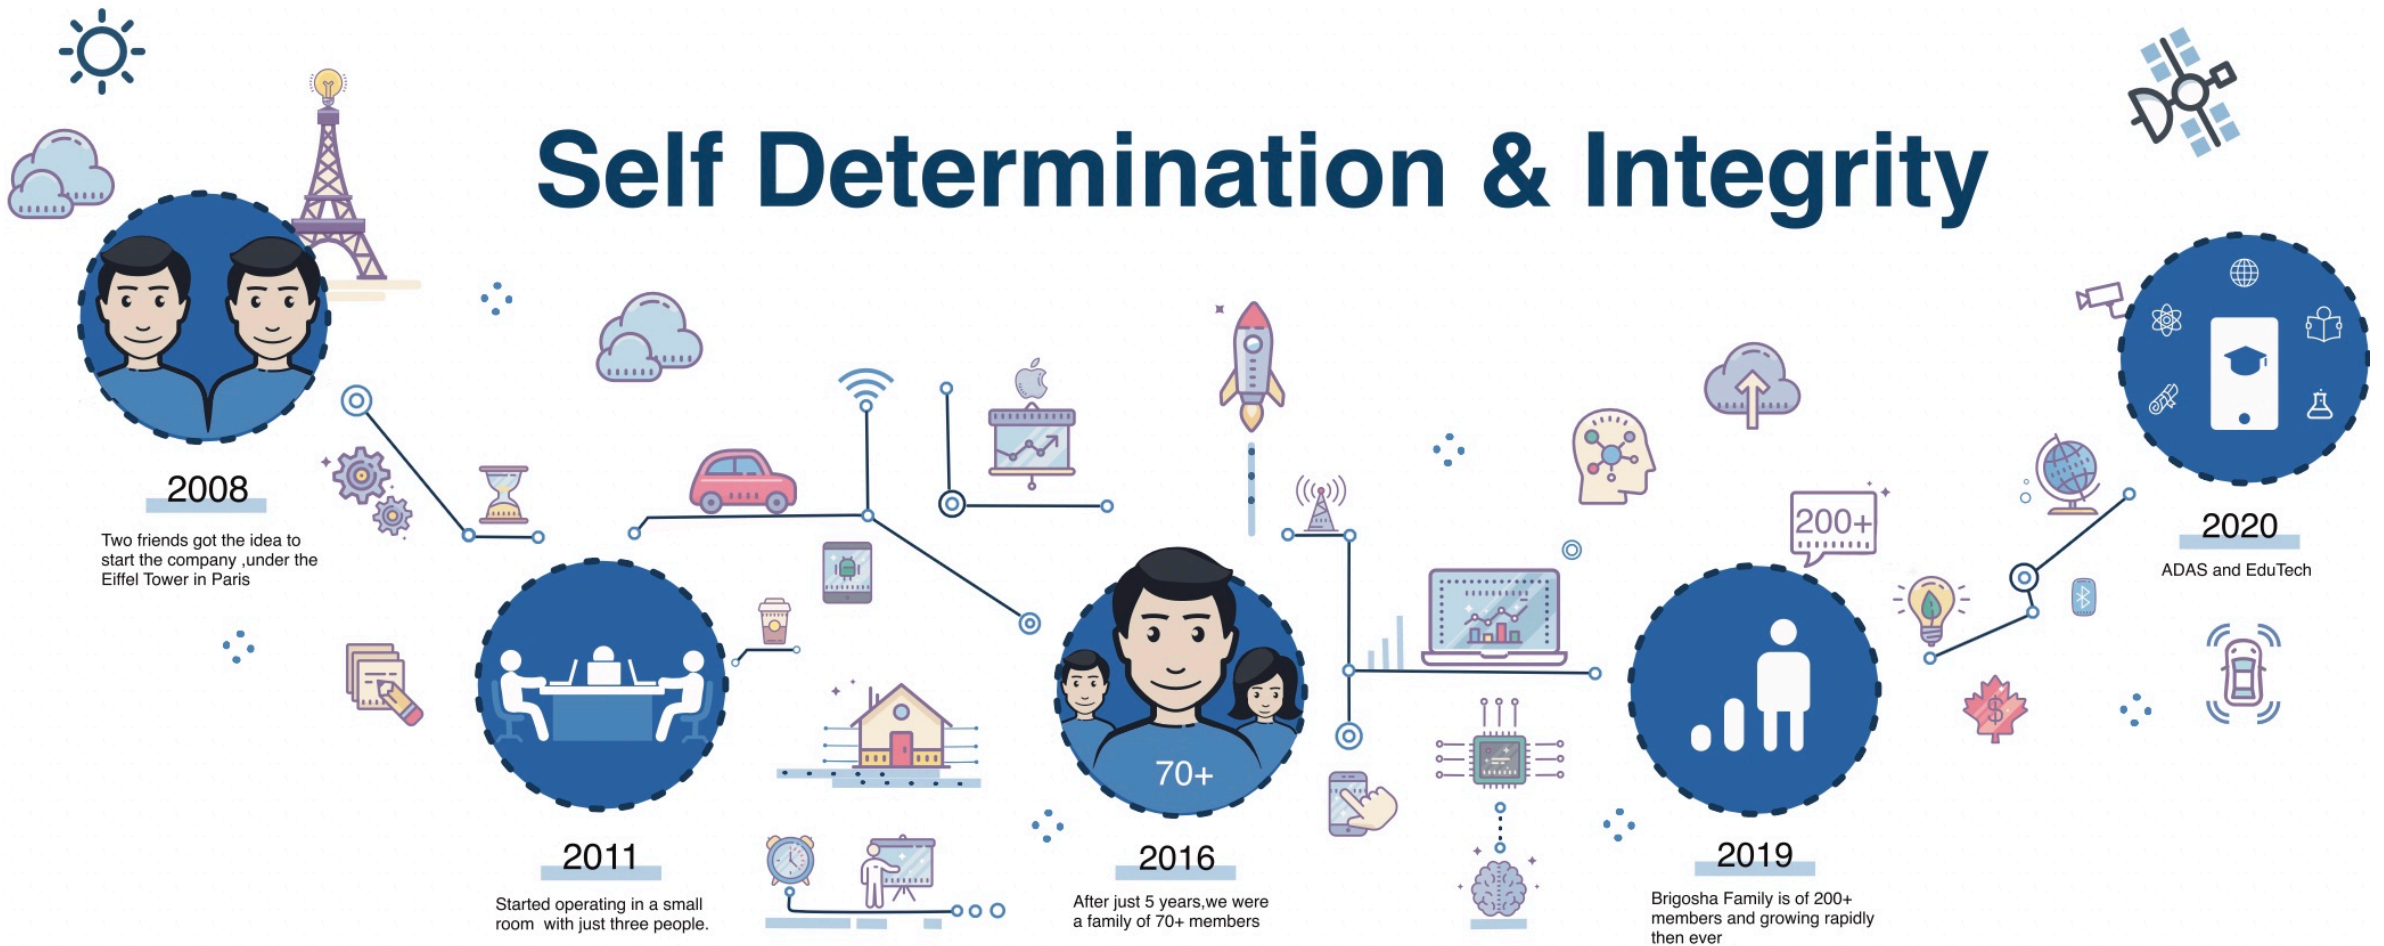 Self Determination & Integrity
2008
Two friends got the idea to
start the company ,under the
Eiffel Tower in Paris
2011
Started operating in a small
room  with just three people.
70+
2016
After just 5 years,we were
a family of 70+ members
200+
2019
Brigosha Family is of 200+
members and growing rapidly
then ever
$
2020
ADAS and EduTech